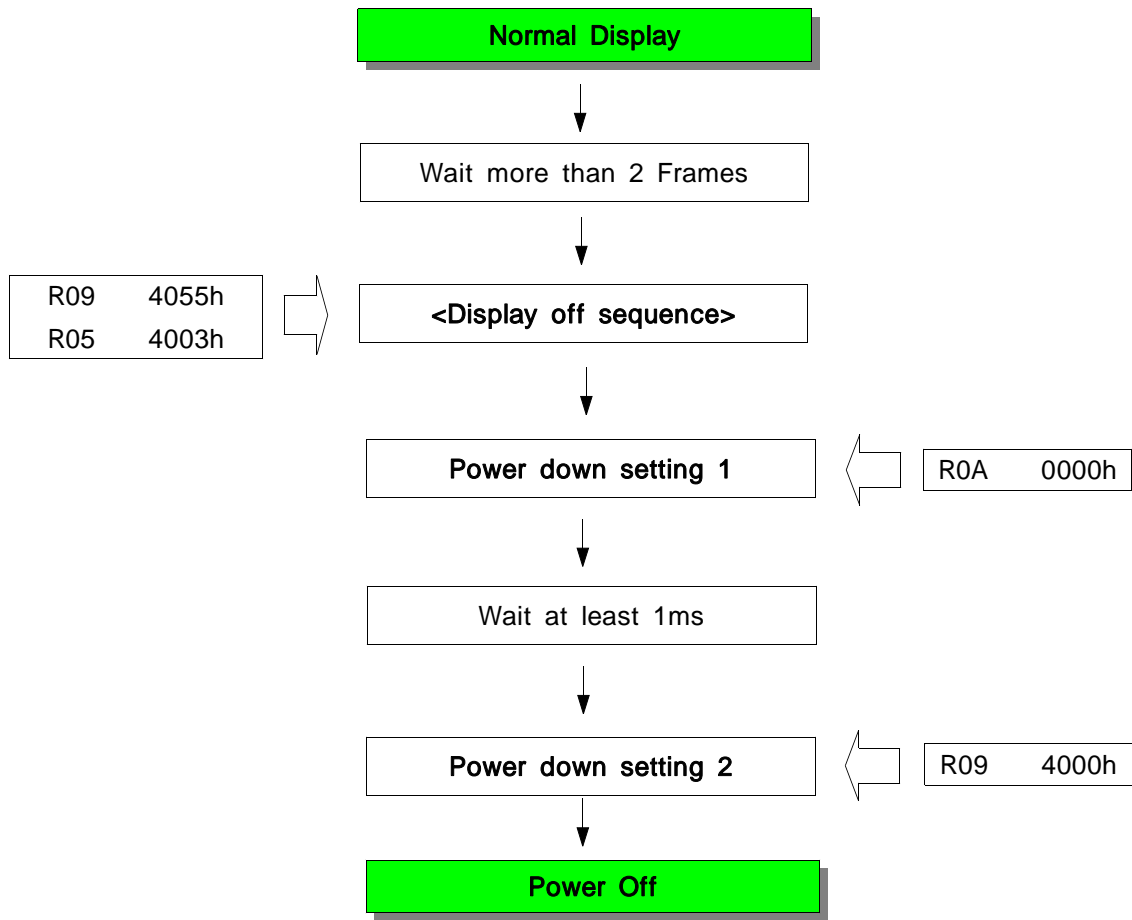 Normal Display
Wait more than 2 Frames
R09 4055h
R05 4003h
<Display off sequence>
Power down setting 1
R0A 0000h
Wait at least 1ms
Power down setting 2
R09 4000h
Power Off